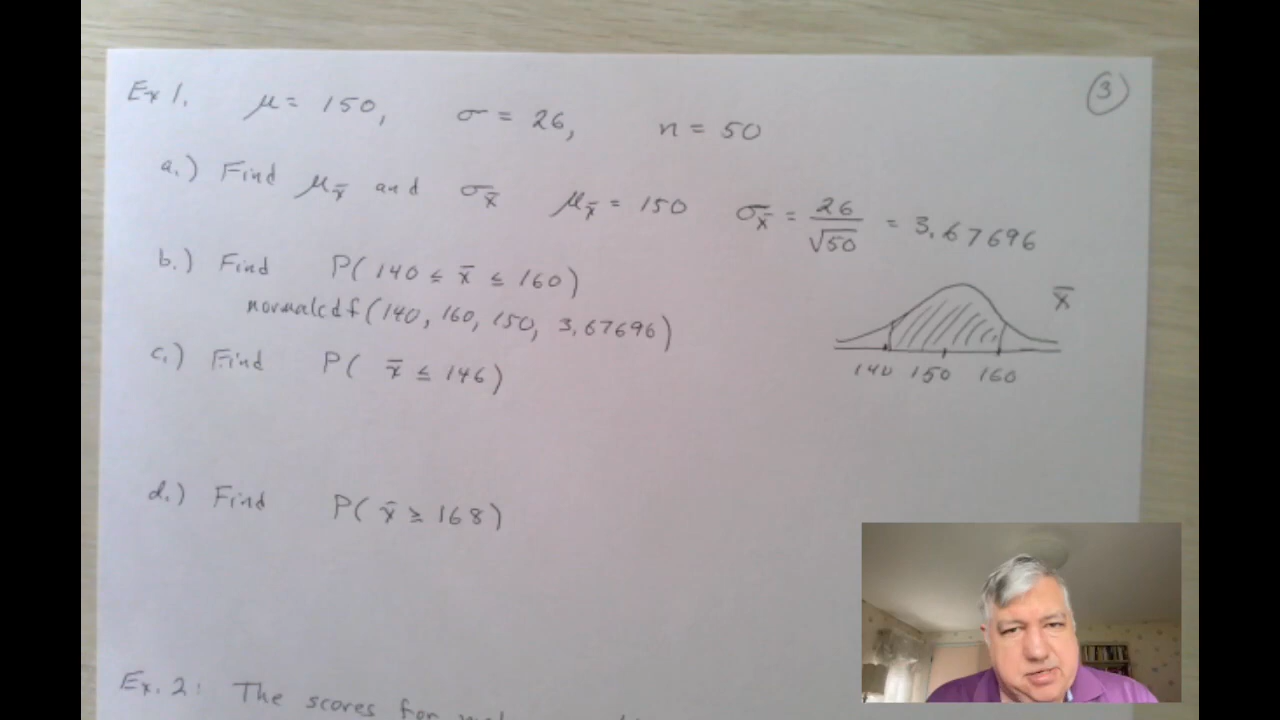 Ex 1. μ = 150, σ = 26, n = 50
3
a.) Find μx̄ and σx̄ μx̄ = 150 σx̄ = 26/√50 = 3.67696
b.) Find P(140 ≤ x̄ ≤ 160)
normalcdf(140, 160, 150, 3.67696)
x̄
140 150 160
c.) Find P( x̄ ≤ 146)
d.) Find P( x̄ ≥ 168)
Ex. 2: The scores for